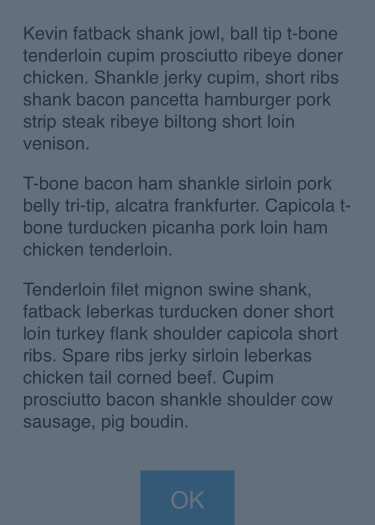 Kevin fatback shank jowl, ball tip t-bone
tenderloin cupim prosciutto ribeye doner
chicken. Shankle jerky cupim, short ribs
shank bacon pancetta hamburger pork
strip steak ribeye biltong short loin
venison.
T-bone bacon ham shankle sirloin pork
belly tri-tip, alcatra frankfurter. Capicola t-
bone turducken picanha pork loin ham
chicken tenderloin.
Tenderloin filet mignon swine shank,
fatback leberkas turducken doner short
loin turkey flank shoulder capicola short
ribs. Spare ribs jerky sirloin leberkas
chicken tail corned beef. Cupim
prosciutto bacon shankle shoulder cow
sausage, pig boudin.
OK